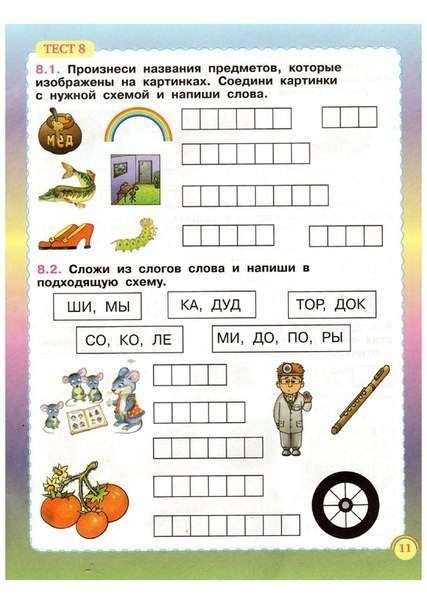 ТЕСТ 8
8.1. Произнеси названия предметов, которые
изображены на картинках. Соедини картинки
с нужной схемой и напиши слова.
МЁД
8.2. Сложи из слогов слова и напиши в
подходящую схему.
ШИ, МЫ
КА, ДУД
ТОР, ДОК
СО, КО, ЛЕ
МИ, ДО, ПО, РЫ
11